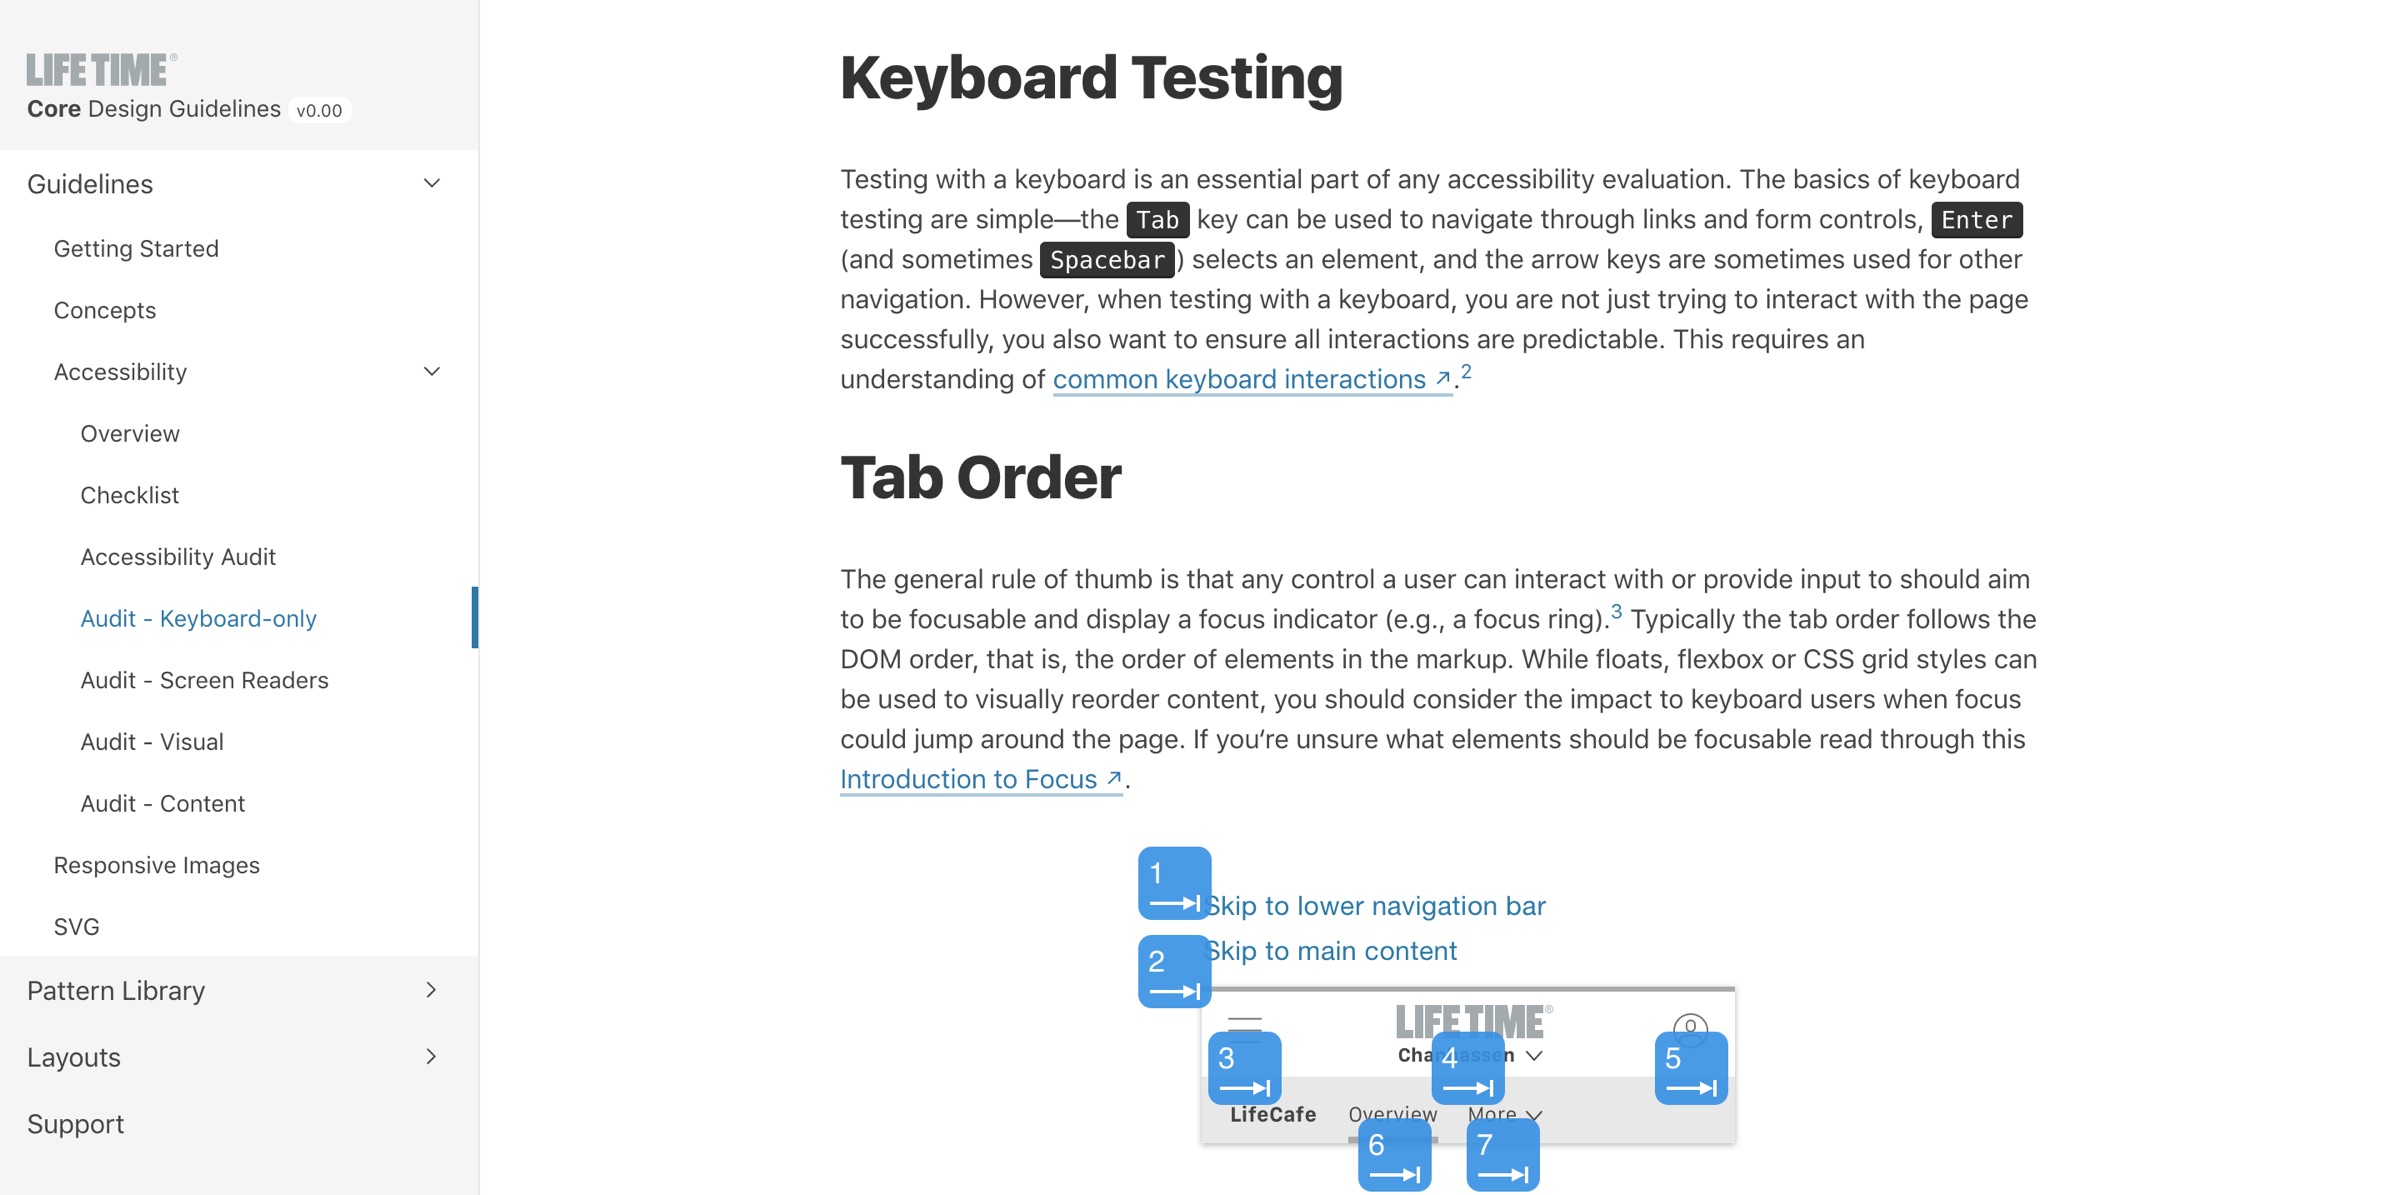 LIFE TIME®
Core Design Guidelines v0.00
Guidelines
Getting Started
Concepts
Accessibility
Overview
Checklist
Accessibility Audit
Audit - Keyboard-only
Audit - Screen Readers
Audit - Visual
Audit - Content
Responsive Images
SVG
Pattern Library
Layouts
Support
Keyboard Testing
Testing with a keyboard is an essential part of any accessibility evaluation. The basics of keyboard
testing are simple—the Tab key can be used to navigate through links and form controls, Enter
(and sometimes Spacebar) selects an element, and the arrow keys are sometimes used for other
navigation. However, when testing with a keyboard, you are not just trying to interact with the page
successfully, you also want to ensure all interactions are predictable. This requires an
understanding of common keyboard interactions ↗.2
Tab Order
The general rule of thumb is that any control a user can interact with or provide input to should aim
to be focusable and display a focus indicator (e.g., a focus ring).3 Typically the tab order follows the
DOM order, that is, the order of elements in the markup. While floats, flexbox or CSS grid styles can
be used to visually reorder content, you should consider the impact to keyboard users when focus
could jump around the page. If you‘re unsure what elements should be focusable read through this
Introduction to Focus ↗.
1
Skip to lower navigation bar
2
Skip to main content
LIFE TIME®
Chanhassen
3
4
5
LifeCafe Overview More
6
7